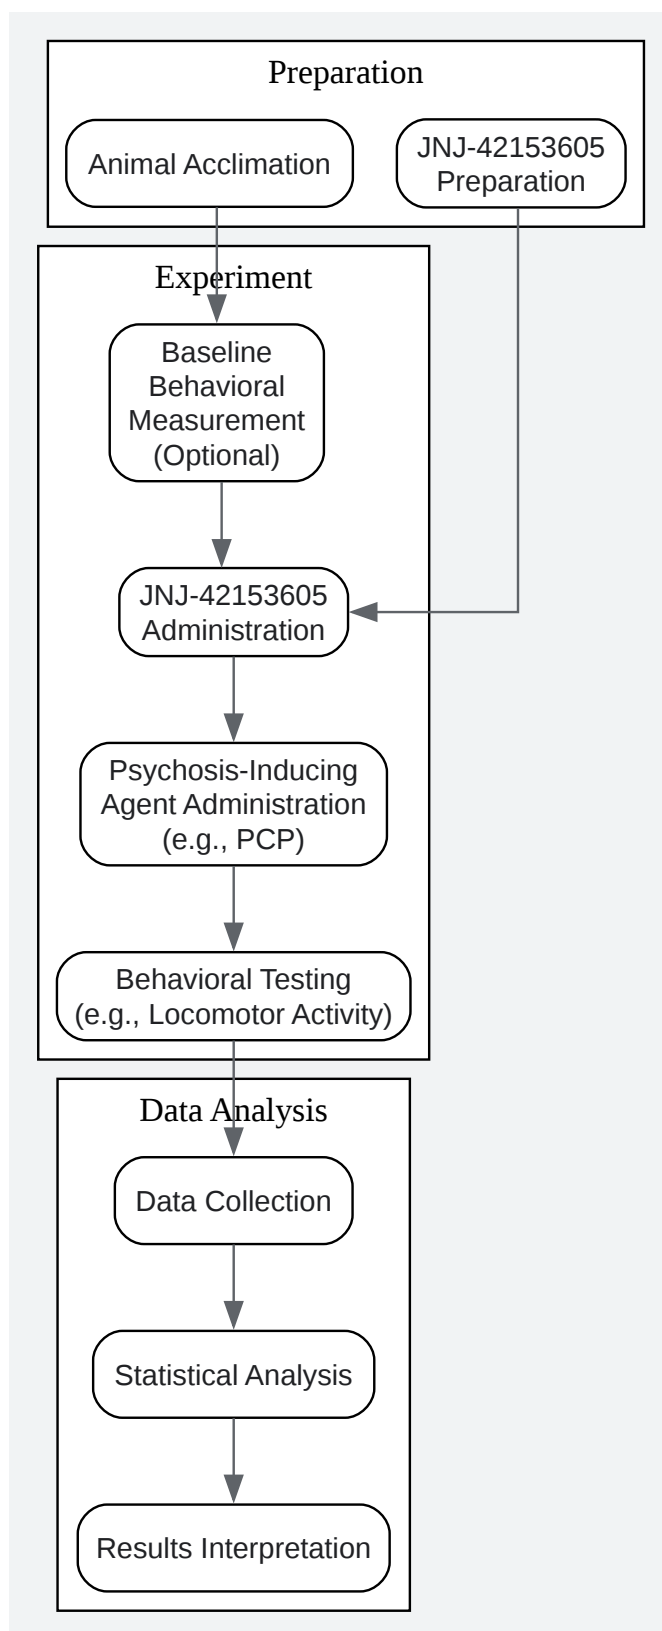 Preparation
Animal Acclimation
JNJ-42153605
Preparation
Experiment
Baseline
Behavioral
Measurement
(Optional)
JNJ-42153605
Administration
Psychosis-Inducing
Agent Administration
(e.g., PCP)
Behavioral Testing
(e.g., Locomotor Activity)
Data Analysis
Data Collection
Statistical Analysis
Results Interpretation